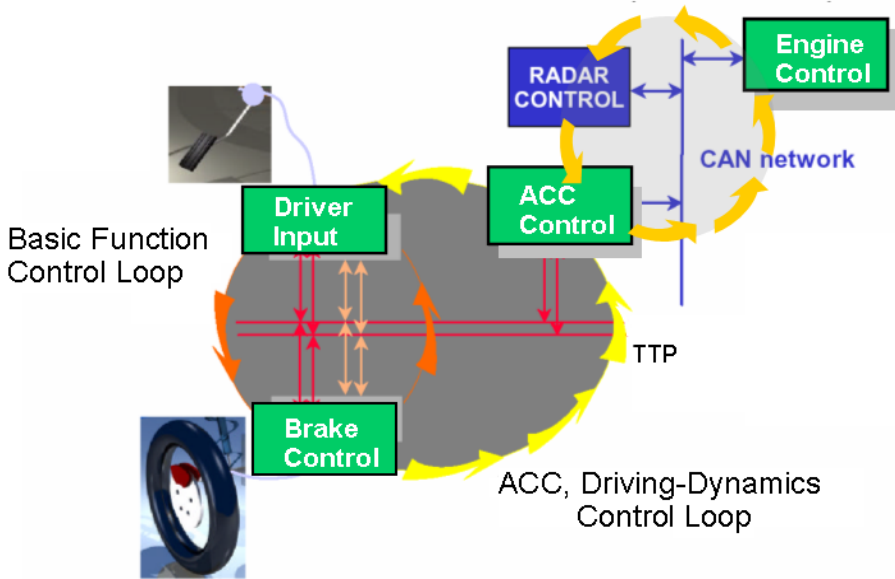 Engine
Control
RADAR
CONTROL
CAN network
ACC
Control
Driver
Input
Basic Function
Control Loop
TTP
Brake
Control
ACC, Driving-Dynamics
Control Loop